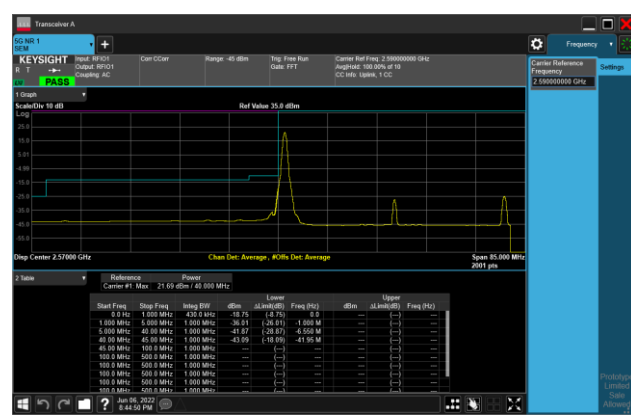 Transceiver A
5G NR 1
SEM
Frequency
KEYSIGHT
R T
PASS
Input: RFIO1
Output: RFIO1
Coupling: AC
Corr CCorr
Range: -45 dBm
Trig: Free Run
Gate: FFT
Carrier Ref Freq: 2.590000000 GHz
Avg|Hold: 100.00% of 10
CC Info: Uplink, 1 CC
Carrier Reference
Frequency
2.590000000 GHz
Settings
1 Graph
Scale/Div 10 dB
Ref Value 35.0 dBm
Log
25.0
15.0
5.01
-4.99
-15.0
-25.0
-35.0
-45.0
-55.0
Disp Center 2.57000 GHz
Chan Det: Average, #Offs Det: Average
Span 85.000 MHz
2001 pts
2 Table
Reference Power
Carrier #1 Max 21.69 dBm / 40.000 MHz
Lower Upper
Start Freq Stop Freq Integ BW dBm ΔLimit(dB) Freq (Hz) dBm ΔLimit(dB) Freq (Hz)
0.0 Hz 1.000 MHz 430.0 kHz -18.75 (-8.75) 0.0 --- (---) ---
1.000 MHz 5.000 MHz 1.000 MHz -36.01 (-26.01) -1.000 M --- (---) ---
5.000 MHz 40.00 MHz 1.000 MHz -41.87 (-28.87) -6.550 M --- (---) ---
40.00 MHz 45.00 MHz 1.000 MHz -43.09 (-18.09) -41.95 M --- (---) ---
45.00 MHz 100.0 MHz 1.000 MHz --- (---) --- --- (---) ---
100.0 MHz 500.0 MHz 1.000 MHz --- (---) --- --- (---) ---
100.0 MHz 500.0 MHz 1.000 MHz --- (---) --- --- (---) ---
100.0 MHz 500.0 MHz 1.000 MHz --- (---) --- --- (---) ---
100.0 MHz 500.0 MHz 1.000 MHz --- (---) --- --- (---) ---
100.0 MHz 500.0 MHz 1.000 MHz --- (---) --- --- (---) ---
Prototype
Limited
Sale
Allowed
?
Jun 06, 2022
8:44:50 PM